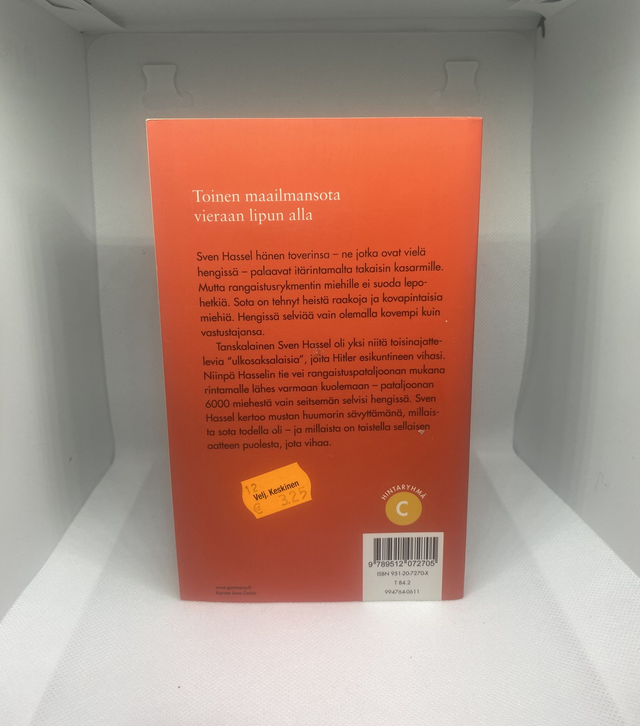 Toinen maailmansota
vieraan lipun alla
Sven Hassel hänen toverinsa – ne jotka ovat vielä
hengissä – palaavat itärintamalta takaisin kasarmille.
Mutta rangaistusrykmentin miehille ei suoda lepo-
hetkiä. Sota on tehnyt heistä raakoja ja kovapintaisia
miehiä. Hengissä selviää vain olemalla kovempi kuin
vastustajansa.
Tanskalainen Sven Hassel oli yksi niitä toisinajatte-
levia "ulkosaksalaisia", joita Hitler esikuntineen vihasi.
Niinpä Hasselin tie vei rangaistuspataljoonan mukana
rintamalle lähes varmaan kuolemaan – pataljoonan
6000 miehestä vain seitsemän selvisi hengissä. Sven
Hassel kertoo mustan huumorin sävyttämänä, millais-
ta sota todella oli – ja millaista on taistella sellaisen
aatteen puolesta, jota vihaa.
12
Velj. Keskinen
€ 3.25
HINTARYHMÄ
C
9 789512 072705
ISBN 951-20-7270-X
T 84.2
9947640611